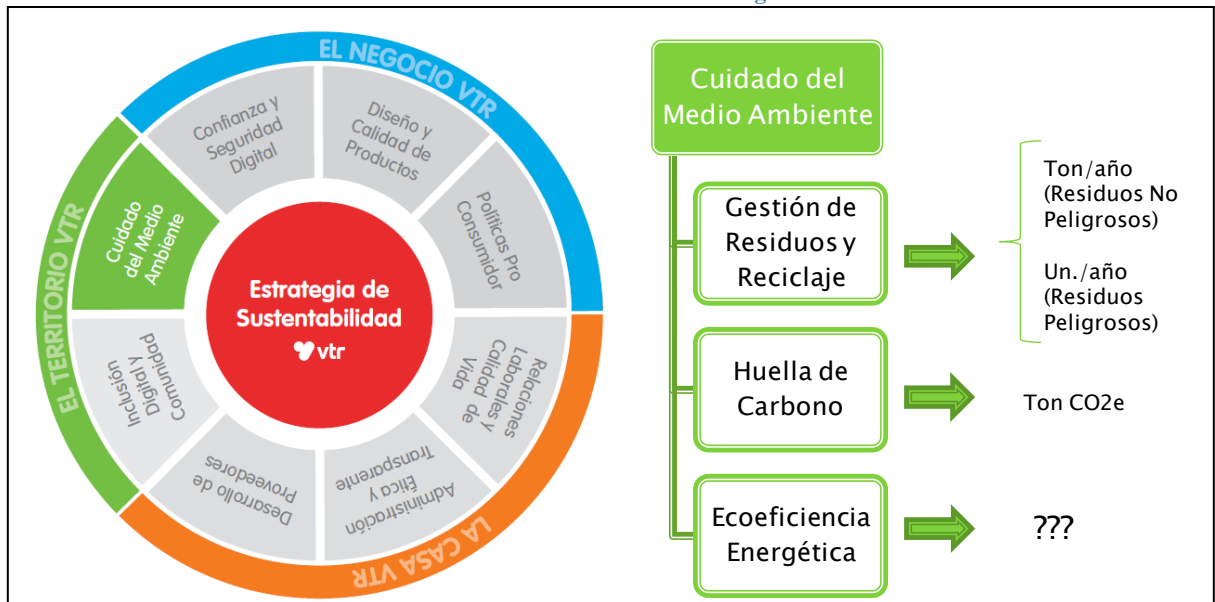 EL NEGOCIO VTR
Confianza y
Seguridad
Digital
Diseño y
Calidad de
Productos
Políticas Pro
Consumidor
Relaciones
Laborales y
Calidad de
Vida
Administración
Ética y
Transparente
Desarrollo de
Proveedores
Inclusión
Digital y
Comunidad
Cuidado
del Medio
Ambiente
EL TERRITORIO VTR
LA CASA VTR
Estrategia de
Sustentabilidad
vtr
Cuidado del
Medio Ambiente
Gestión de
Residuos y
Reciclaje
Ton/año
(Residuos No
Peligrosos)
Un./año
(Residuos
Peligrosos)
Huella de
Carbono
Ton CO2e
Ecoeficiencia
Energética
???